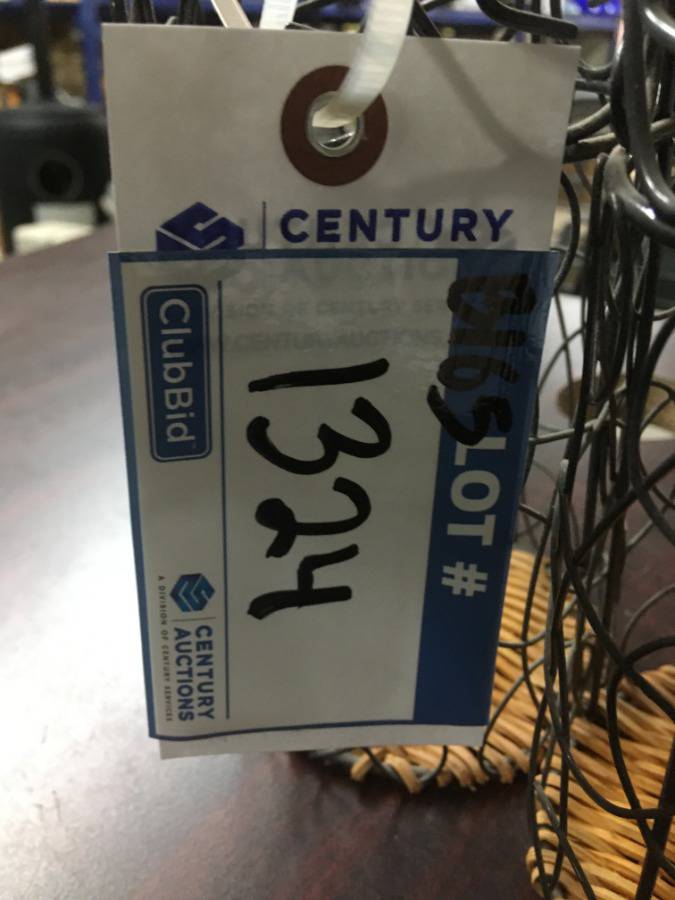 CENTURY
LOT #
1324
ClubBid
CENTURY
AUCTIONS
A DIVISION OF CENTURY SERVICES